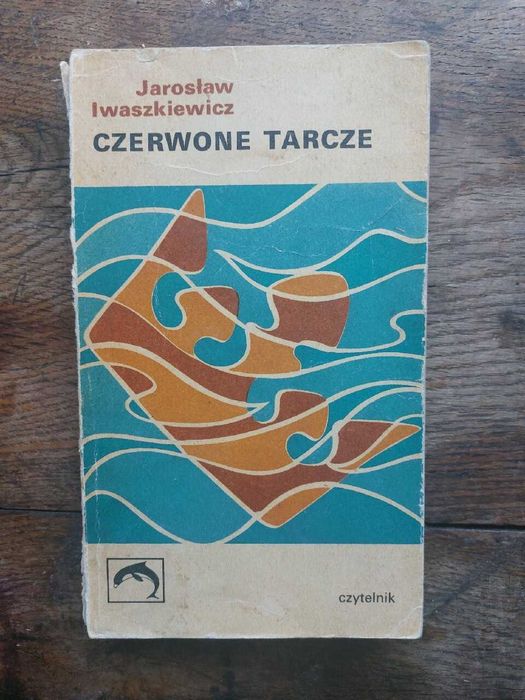 Jarosław
Iwaszkiewicz
CZERWONE TARCZE
czytelnik